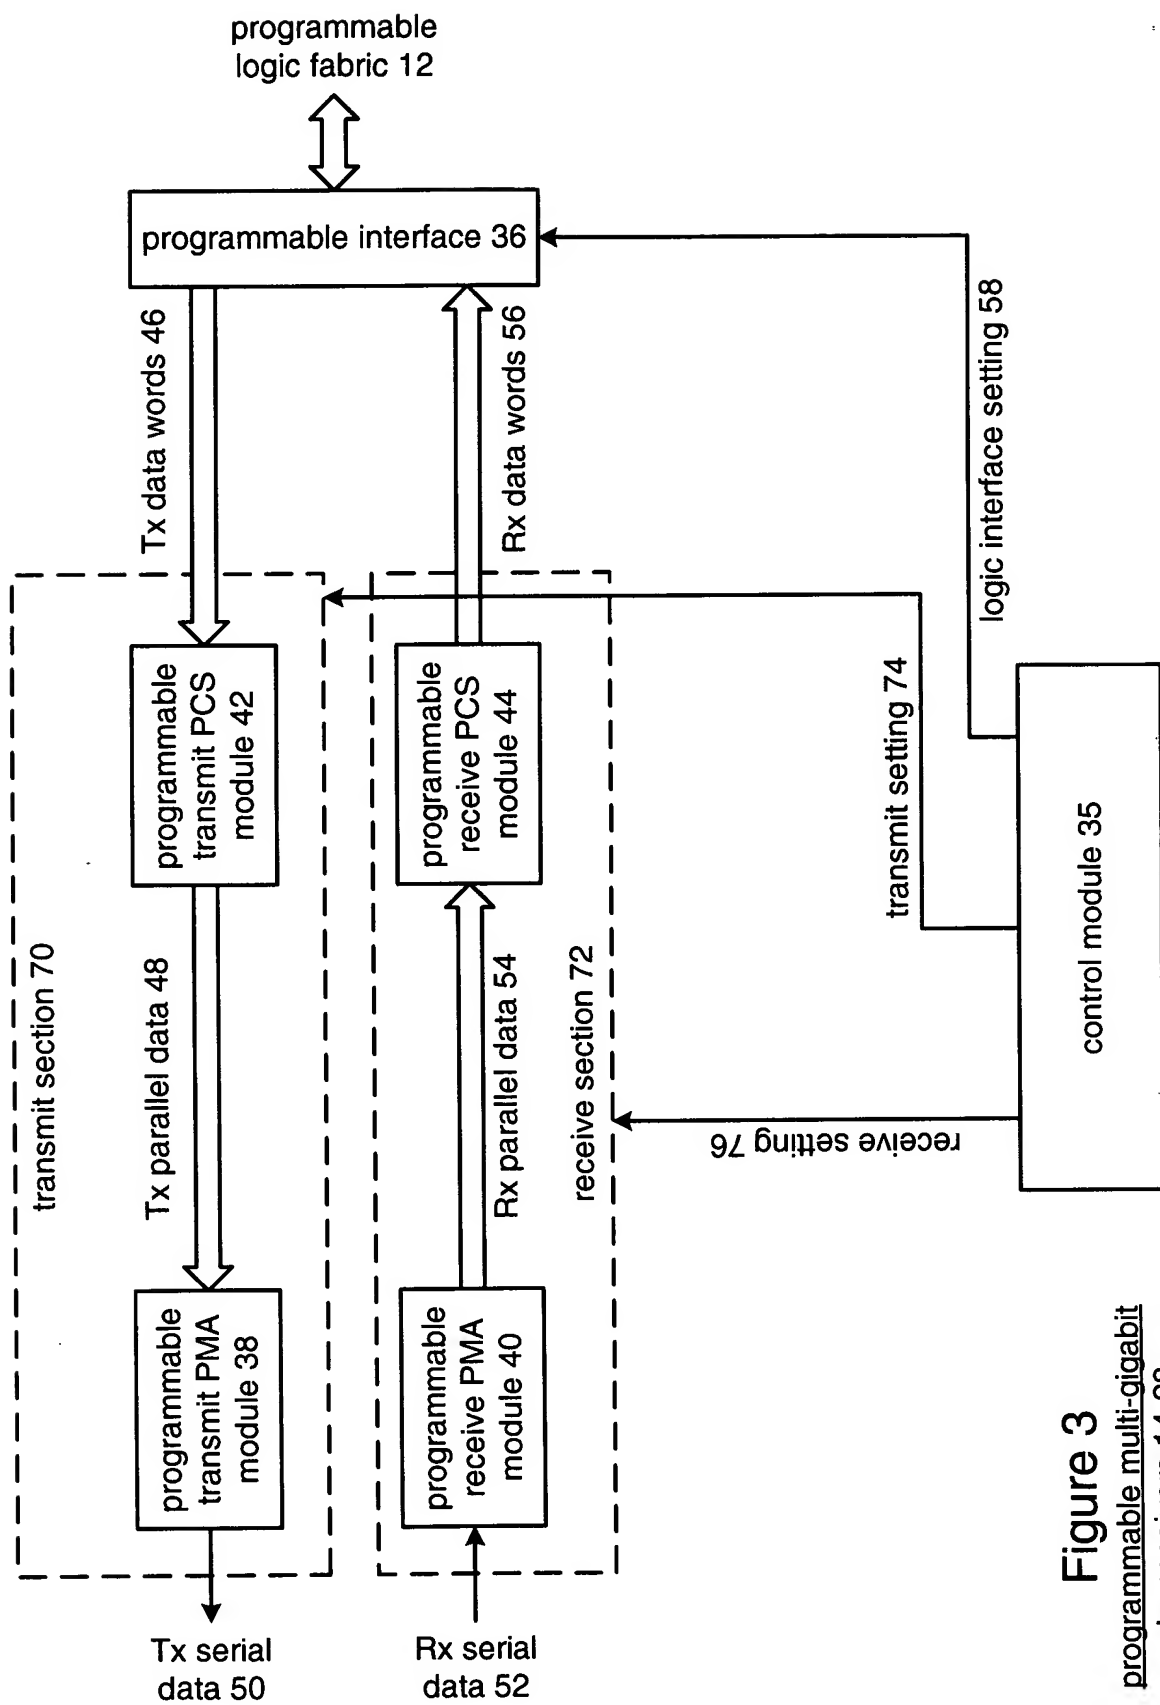 programmable
logic fabric 12
programmable interface 36
Tx data words 46
Rx data words 56
logic interface setting 58
transmit section 70
programmable
transmit PCS
module 42
programmable
receive PCS
module 44
transmit setting 74
Tx parallel data 48
Rx parallel data 54
receive section 72
receive setting 76
control module 35
programmable
transmit PMA
module 38
programmable
receive PMA
module 40
Tx serial
data 50
Rx serial
data 52
Figure 3
programmable multi-gigabit